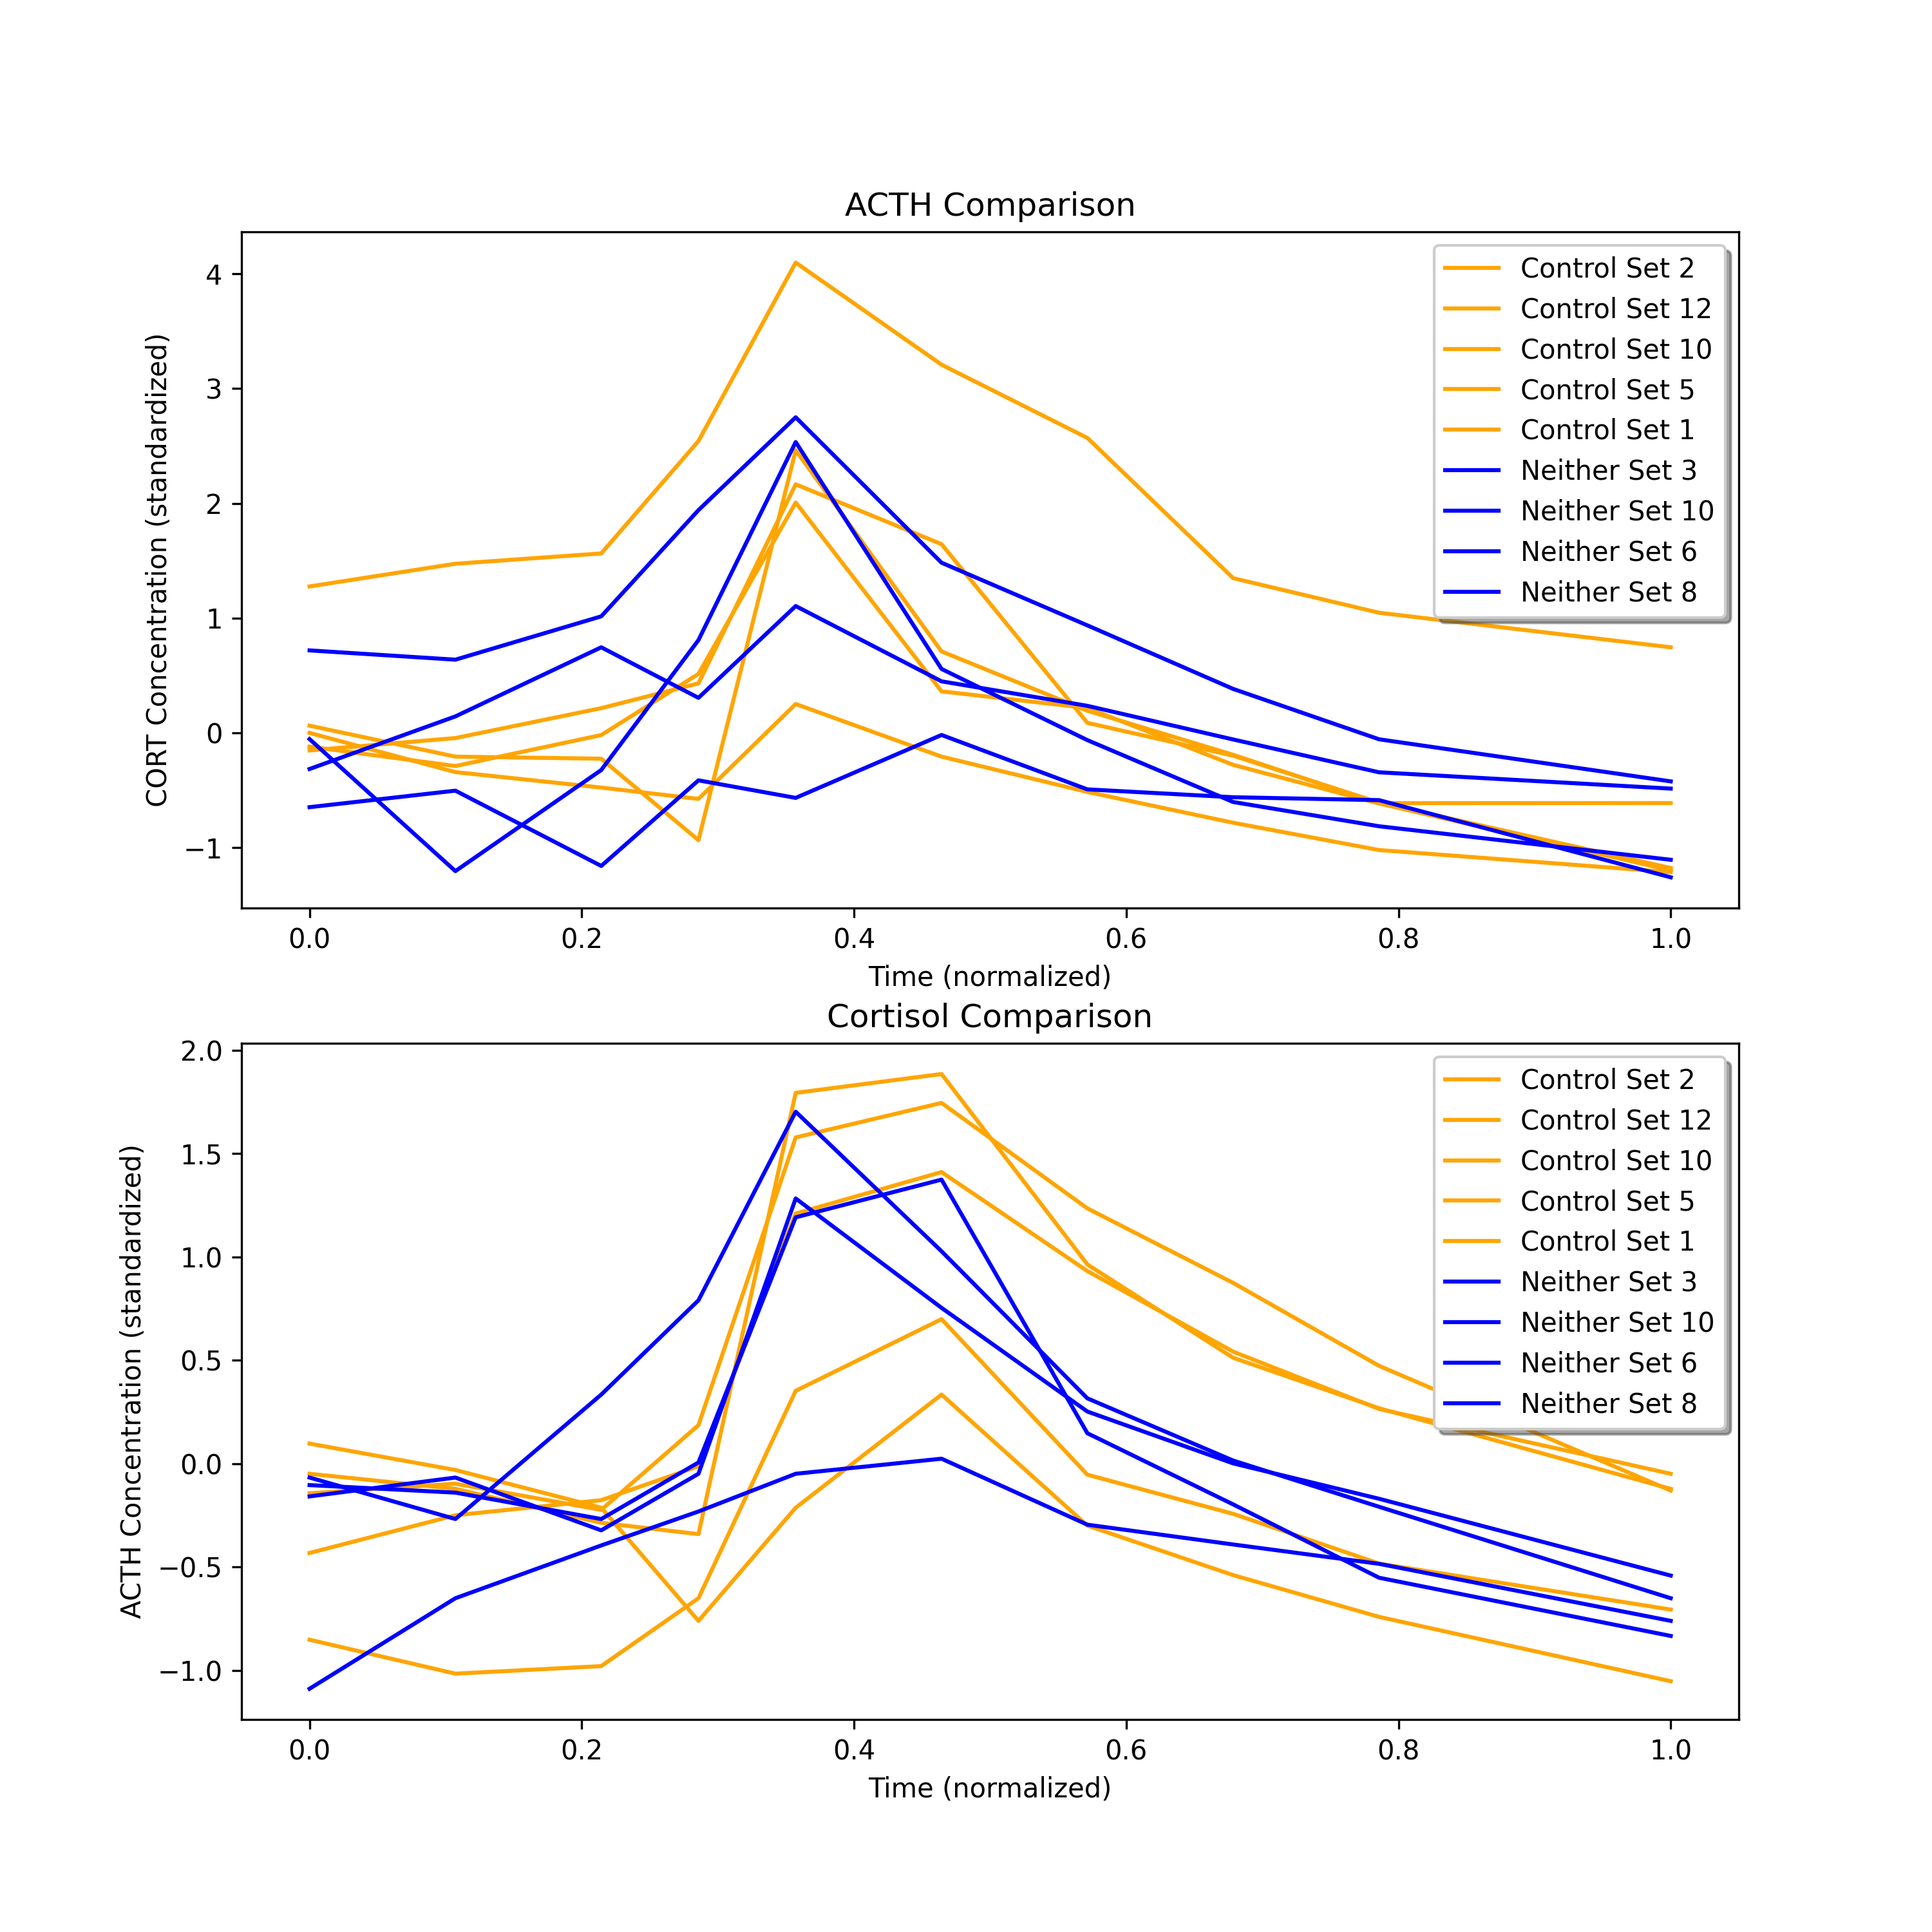 ACTH Comparison
CORT Concentration (standardized)
4
3
2
1
0
−1
Control Set 2
Control Set 12
Control Set 10
Control Set 5
Control Set 1
Neither Set 3
Neither Set 10
Neither Set 6
Neither Set 8
0.0 0.2 0.4 0.6 0.8 1.0
Time (normalized)
Cortisol Comparison
ACTH Concentration (standardized)
2.0
1.5
1.0
0.5
0.0
−0.5
−1.0
Control Set 2
Control Set 12
Control Set 10
Control Set 5
Control Set 1
Neither Set 3
Neither Set 10
Neither Set 6
Neither Set 8
0.0 0.2 0.4 0.6 0.8 1.0
Time (normalized)